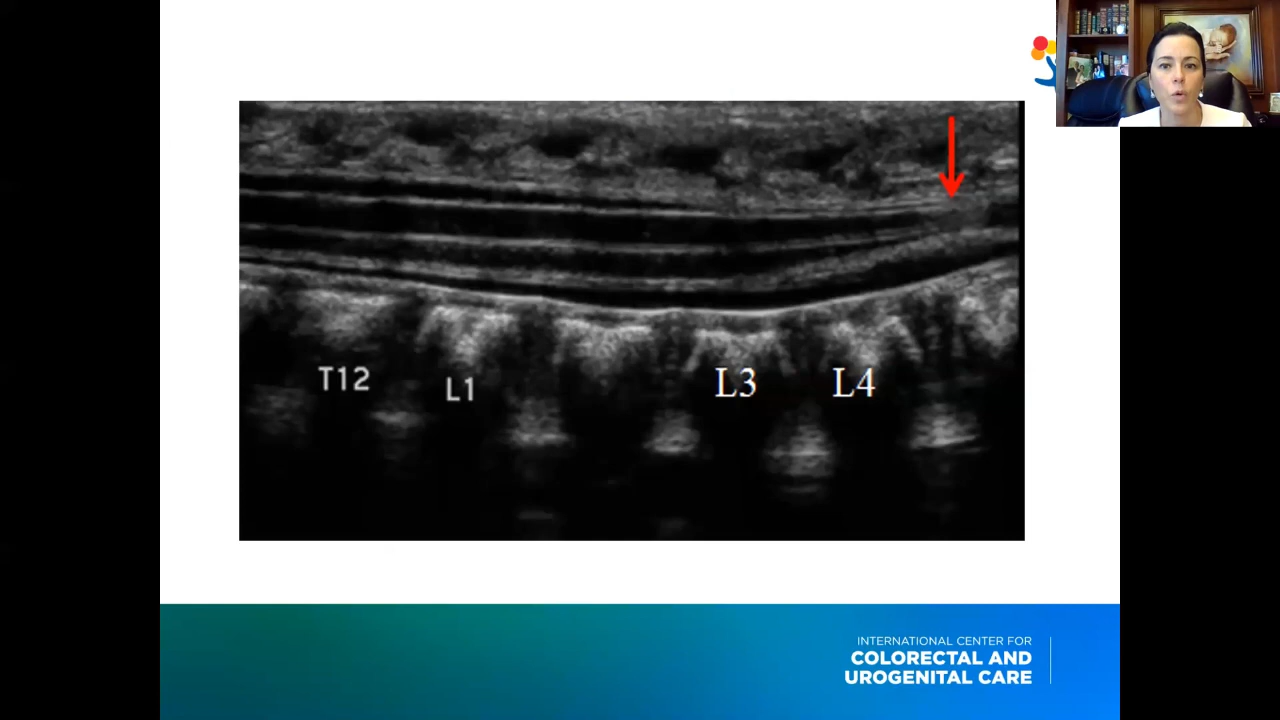 T12
L1
L3
L4
INTERNATIONAL CENTER FOR
COLORECTAL AND
UROGENITAL CARE